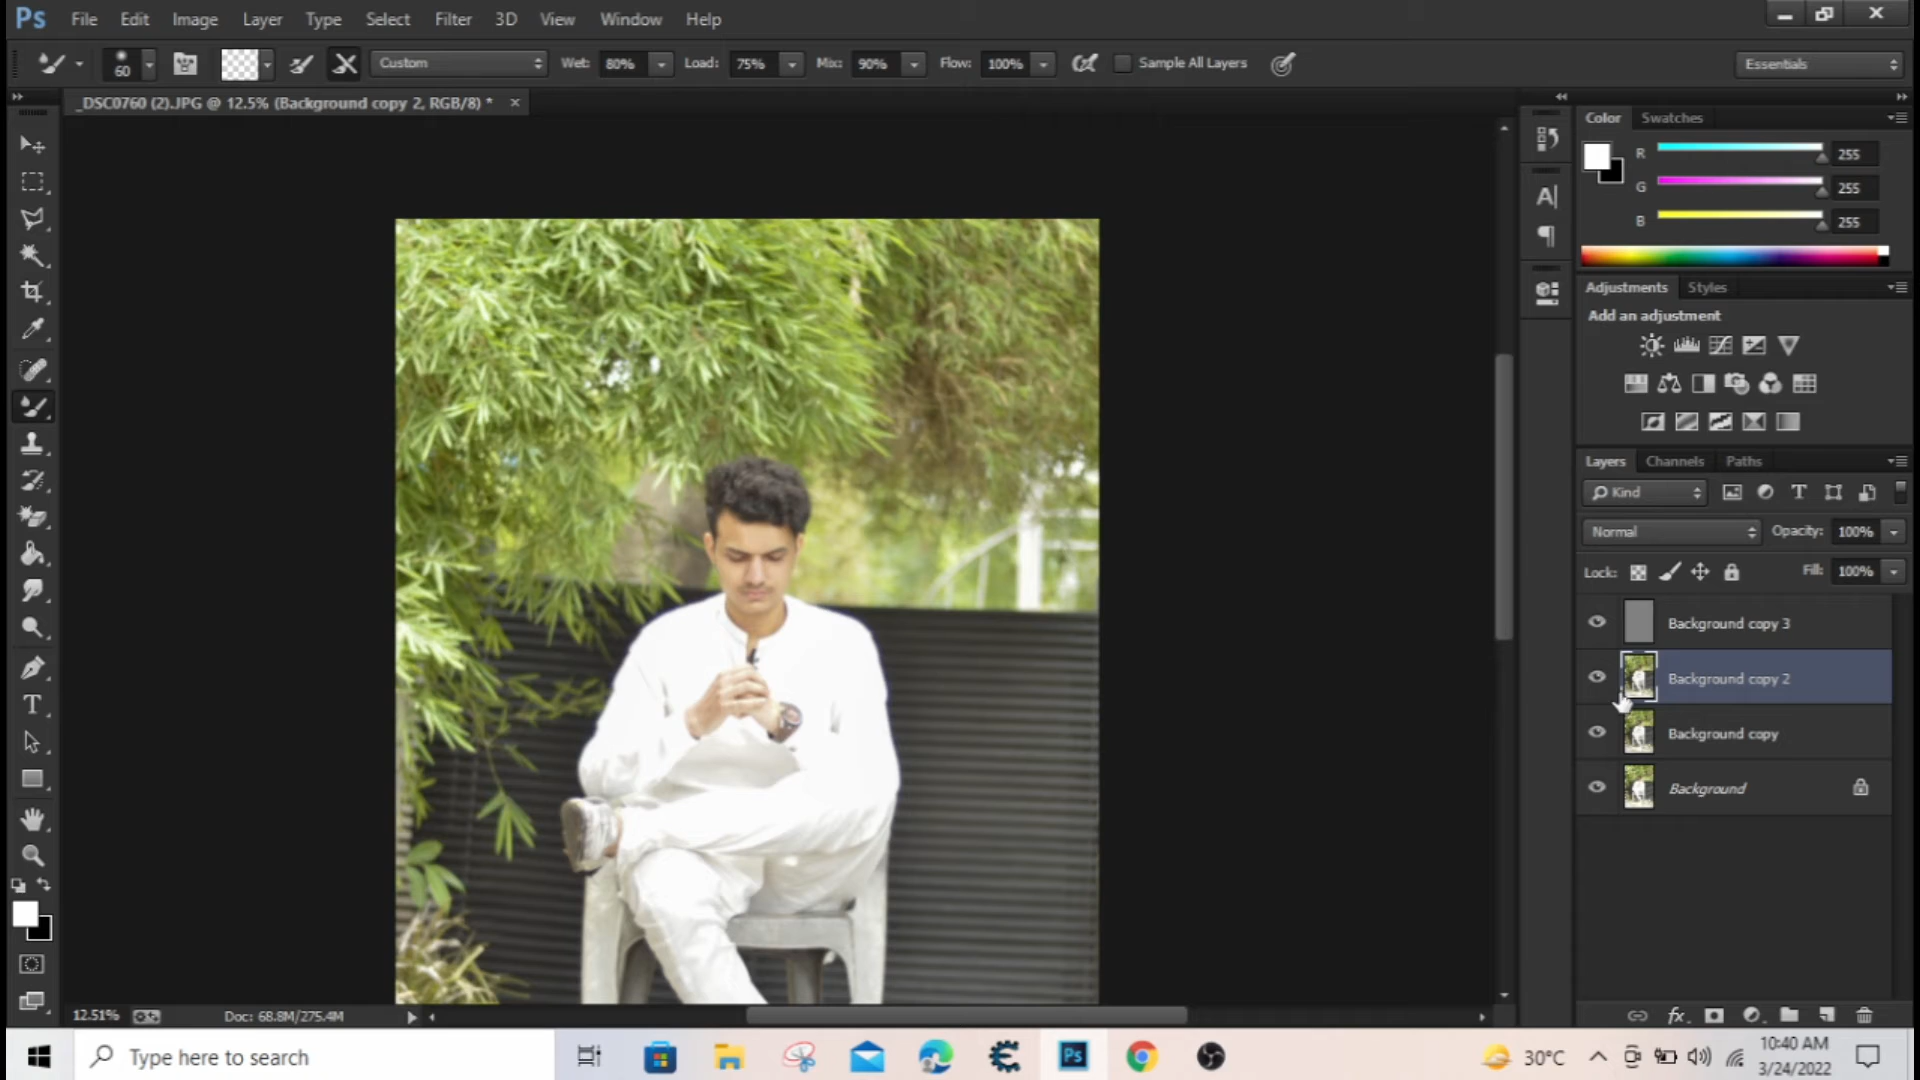 Ps File Edit Image Layer Type Select Filter 3D View Window Help
60 Custom Wet: 80% Load: 75% Mix: 90% Flow: 100% Sample All Layers Essentials
_DSC0760 (2).JPG @ 12.5% (Background copy 2, RGB/8) * ×
Color Swatches
R 255
G 255
B 255
Adjustments Styles
Add an adjustment
Layers Channels Paths
Kind
Normal Opacity: 100%
Lock: Fill: 100%
Background copy 3
Background copy 2
Background copy
Background
12.51% Doc: 68.8M/275.4M
Type here to search
Ps
30°C
10:40 AM
3/24/2022